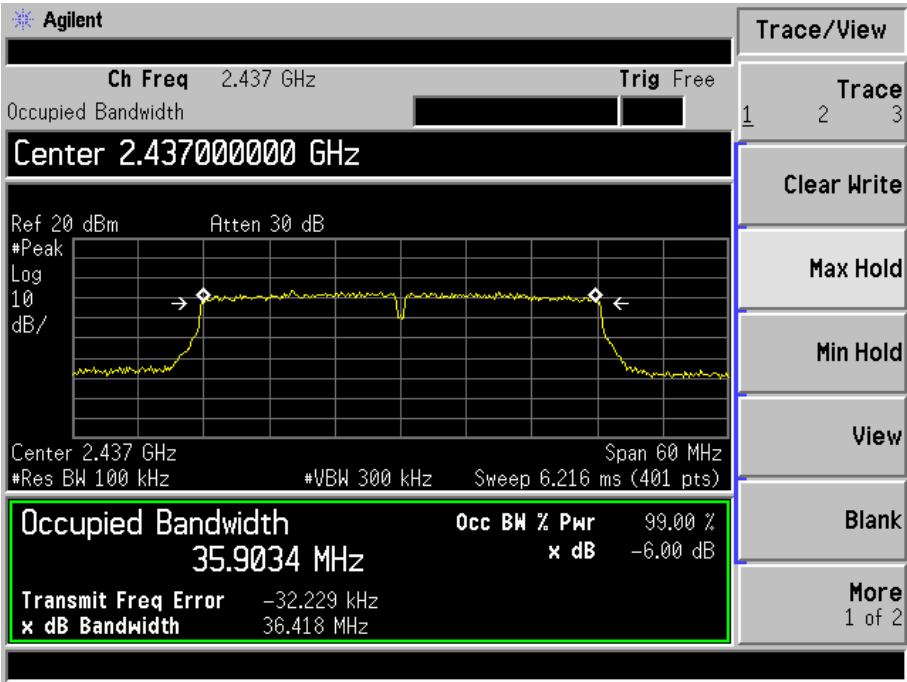 Agilent
Trace/View
Ch Freq 2.437 GHz Trig Free
Occupied Bandwidth
Center 2.437000000 GHz
Ref 20 dBm Atten 30 dB
#Peak
Log
10
dB/
Center 2.437 GHz Span 60 MHz
#Res BW 100 kHz #VBW 300 kHz Sweep 6.216 ms (401 pts)
Occupied Bandwidth
35.9034 MHz
Occ BW % Pwr 99.00 %
x dB -6.00 dB
Transmit Freq Error -32.229 kHz
x dB Bandwidth 36.418 MHz
Trace
1 2 3
Clear Write
Max Hold
Min Hold
View
Blank
More
1 of 2